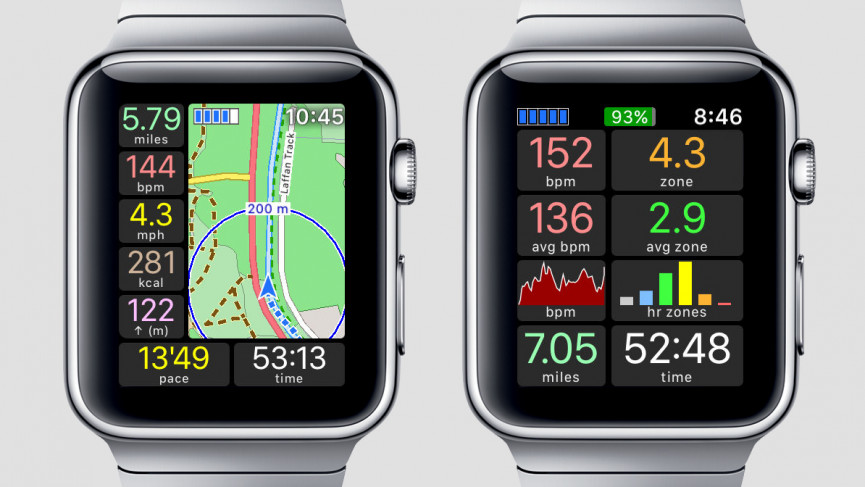 5.79
miles
144
bpm
4.3
mph
281
kcal
122
↑ (m)
10:45
Laffan Track
200 m
13'49
pace
53:13
time
93%
8:46
152
bpm
4.3
zone
136
avg bpm
2.9
avg zone
bpm
hr zones
7.05
miles
52:48
time